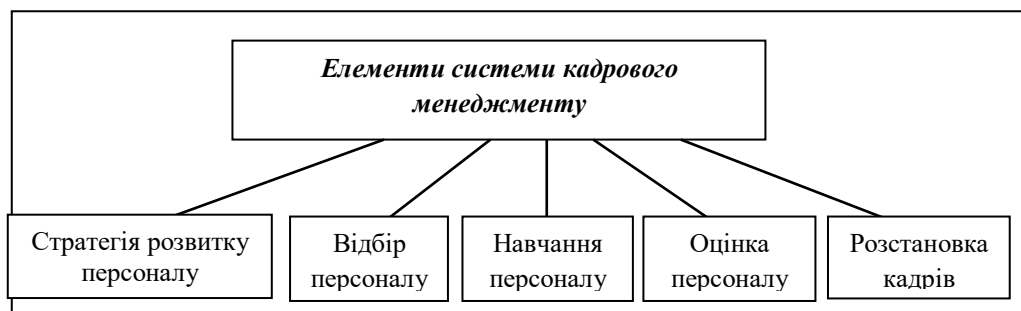 Елементи системи кадрового
менеджменту
Стратегія розвитку
персоналу
Відбір
персоналу
Навчання
персоналу
Оцінка
персоналу
Розстановка
кадрів